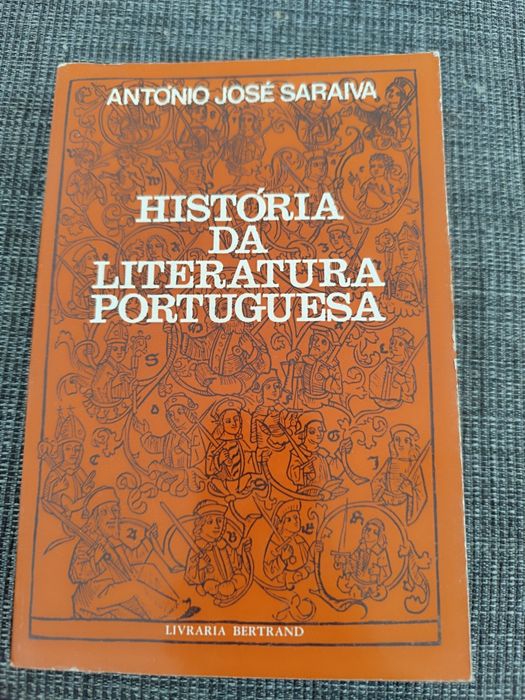 ANTONIO JOSÉ SARAIVA
HISTÓRIA
DA
LITERATURA
PORTUGUESA
LIVRARIA BERTRAND